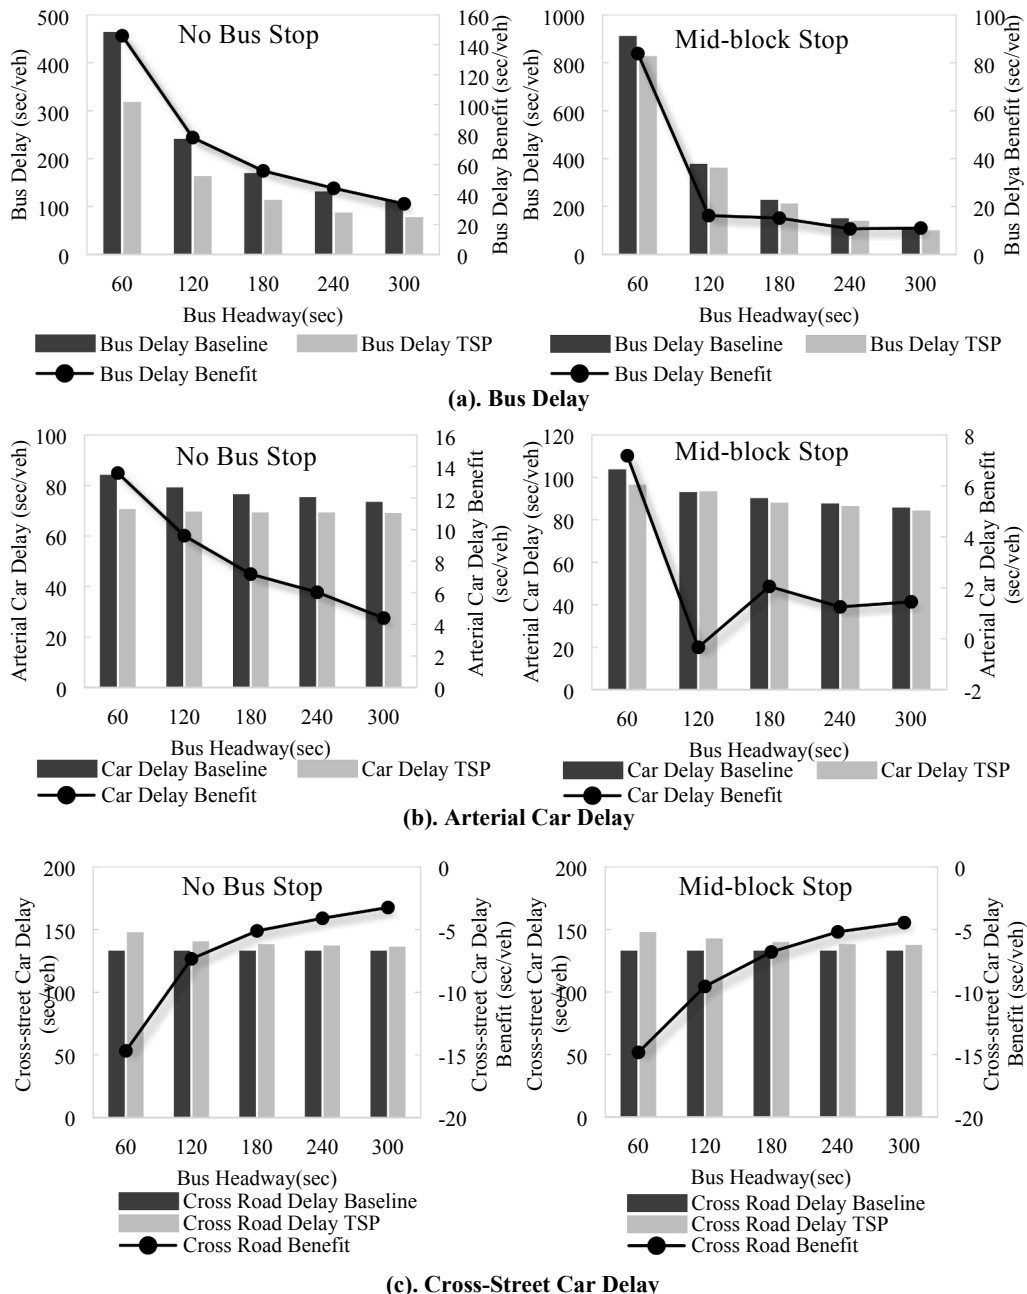 No Bus Stop
Bus Delay (sec/veh)
500
400
300
200
100
0
160
140
120
100
80
60
40
20
0
Bus Delay Benefit (sec/veh)
60 120 180 240 300
Bus Headway(sec)
Bus Delay Baseline Bus Delay TSP
Bus Delay Benefit
Mid-block Stop
Bus Delay (sec/veh)
1000
800
600
400
200
0
100
80
60
40
20
0
Bus Delya Benefit (sec/veh)
60 120 180 240 300
Bus Headway(sec)
Bus Delay Baseline Bus Delay TSP
Bus Delay Benefit
(a). Bus Delay
No Bus Stop
Arterial Car Delay (sec/veh)
100
80
60
40
20
0
16
14
12
10
8
6
4
2
0
Arterial Car Delay Benefit
(sec/veh)
60 120 180 240 300
Bus Headway(sec)
Car Delay Baseline Car Delay TSP
Car Delay Benefit
Mid-block Stop
Arterial Car Delay (sec/veh)
120
100
80
60
40
20
0
8
6
4
2
0
-2
Arterial Car Delay Benefit
(sec/veh)
60 120 180 240 300
Bus Headway(sec)
Car Delay Baseline Car Delay TSP
Car Delay Benefit
(b). Arterial Car Delay
No Bus Stop
Cross-street Car Delay
(sec/veh)
200
150
100
50
0
0
-5
-10
-15
-20
Cross-street Car Delay
Benefit (sec/veh)
60 120 180 240 300
Bus Headway(sec)
Cross Road Delay Baseline
Cross Road Delay TSP
Cross Road Benefit
Mid-block Stop
Cross-street Car Delay
(sec/veh)
200
150
100
50
0
0
-5
-10
-15
-20
Cross-street Car Delay
Benefit (sec/veh)
60 120 180 240 300
Bus Headway(sec)
Cross Road Delay Baseline
Cross Road Delay TSP
Cross Road Benefit
(c). Cross-Street Car Delay